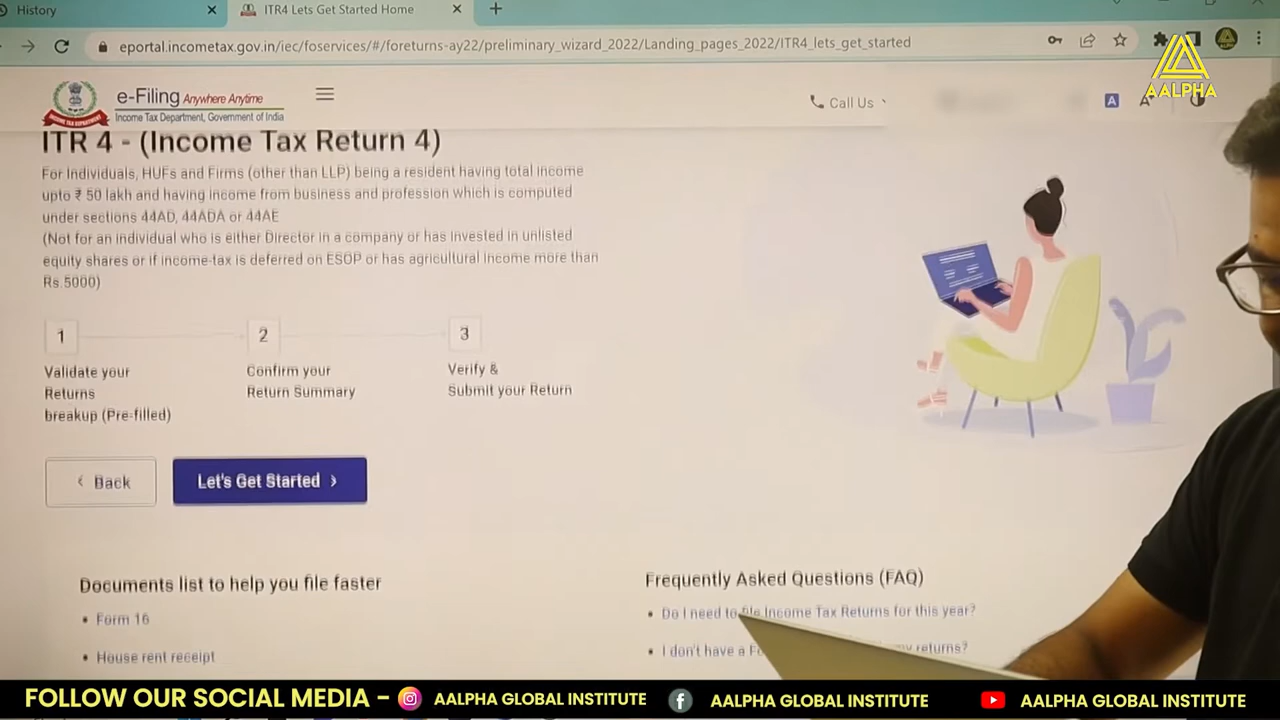 History
ITR4 Lets Get Started Home
eportal.incometax.gov.in/iec/foservices/#/foreturns-ay22/preliminary_wizard_2022/Landing_pages_2022/ITR4_lets_get_started
AALPHA
e-Filing Anywhere Anytime
Income Tax Department, Government of India
Call Us
A
A
ITR 4 - (Income Tax Return 4)
For Individuals, HUFs and Firms (other than LLP) being a resident having total income
upto ₹ 50 lakh and having income from business and profession which is computed
under sections 44AD, 44ADA or 44AE
(Not for an individual who is either Director in a company or has invested in unlisted
equity shares or if income-tax is deferred on ESOP or has agricultural income more than
Rs.5000)
1
2
3
Validate your
Returns
breakup (Pre-filled)
Confirm your
Return Summary
Verify &
Submit your Return
Back
Let's Get Started
Documents list to help you file faster
Form 16
House rent receipt
Frequently Asked Questions (FAQ)
Do I need to file Income Tax Returns for this year?
I don't have a returns?
FOLLOW OUR SOCIAL MEDIA - AALPHA GLOBAL INSTITUTE AALPHA GLOBAL INSTITUTE AALPHA GLOBAL INSTITUTE